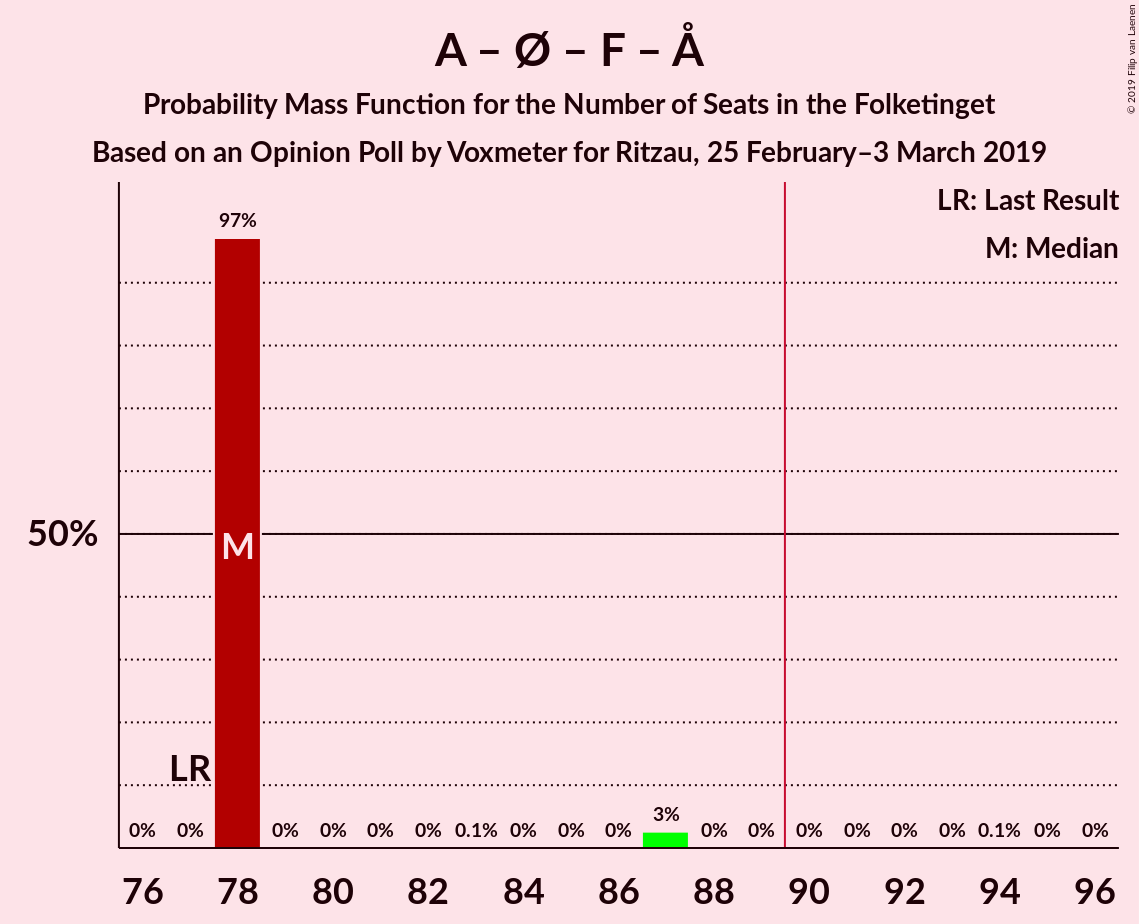 A – Ø – F – Å
Probability Mass Function for the Number of Seats in the Folketinget
Based on an Opinion Poll by Voxmeter for Ritzau, 25 February–3 March 2019
© 2019 Filip van Laenen
LR: Last Result
M: Median
97%
50%
M
LR
0% 0% 0% 0% 0% 0% 0.1% 0% 0% 0% 3% 0% 0% 0% 0% 0% 0% 0.1% 0% 0%
76 78 80 82 84 86 88 90 92 94 96